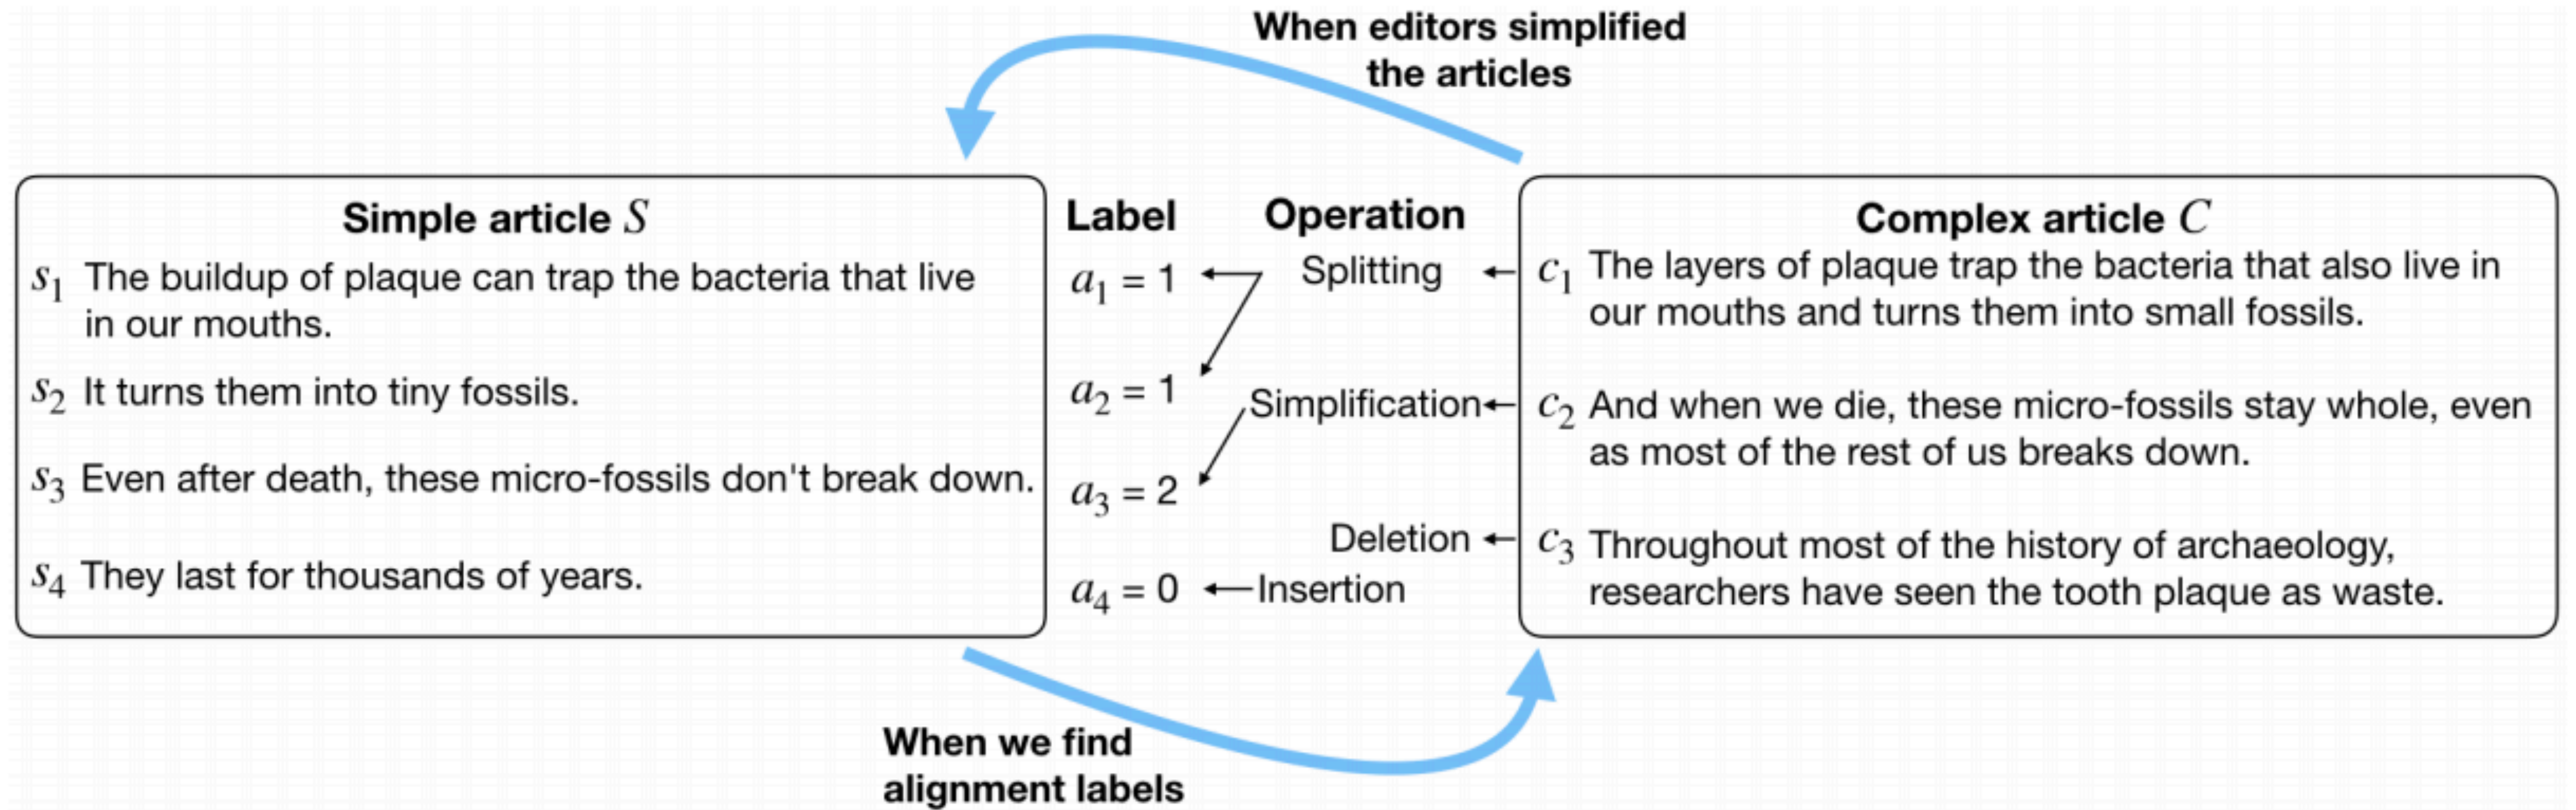 When editors simplified
the articles
Simple article S
s1 The buildup of plaque can trap the bacteria that live
in our mouths.
s2 It turns them into tiny fossils.
s3 Even after death, these micro-fossils don't break down.
s4 They last for thousands of years.
Label
a1 = 1
a2 = 1
a3 = 2
a4 = 0
Operation
Splitting
Simplification
Deletion
Insertion
Complex article C
c1 The layers of plaque trap the bacteria that also live in
our mouths and turns them into small fossils.
c2 And when we die, these micro-fossils stay whole, even
as most of the rest of us breaks down.
c3 Throughout most of the history of archaeology,
researchers have seen the tooth plaque as waste.
When we find
alignment labels